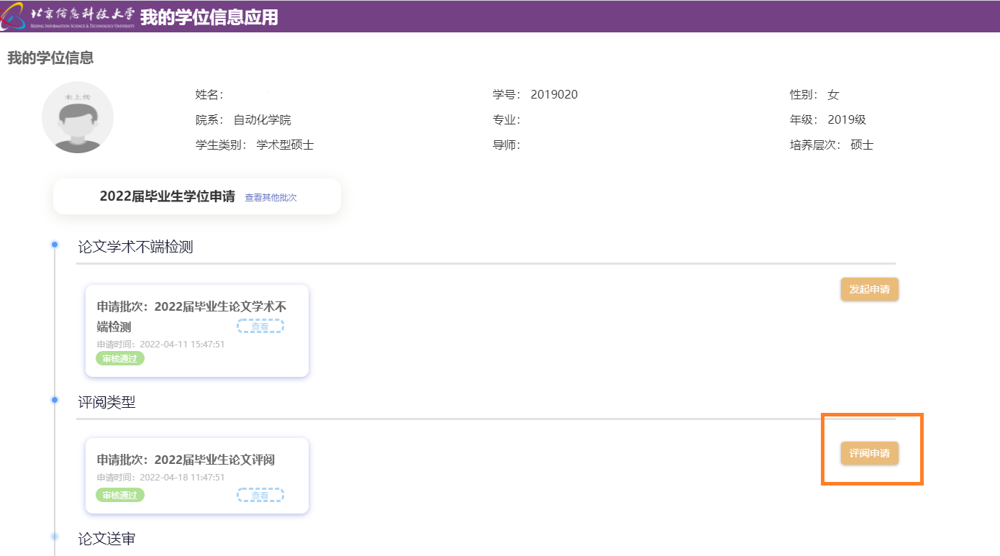 北京信息科技大学 我的学位信息应用
BEIJING INFORMATION SCIENCE & TECHNOLOGY UNIVERSITY
我的学位信息
未上传
姓名：
学号： 2019020
性别： 女
院系： 自动化学院
专业：
年级： 2019级
学生类别： 学术型硕士
导师：
培养层次： 硕士
2022届毕业生学位申请 查看其他批次
论文学术不端检测
发起申请
申请批次：2022届毕业生论文学术不
端检测
查看
申请时间：2022-04-11 15:47:51
审核通过
评阅类型
评阅申请
申请批次：2022届毕业生论文评阅
申请时间：2022-04-18 11:47:51
审核通过
查看
论文送审